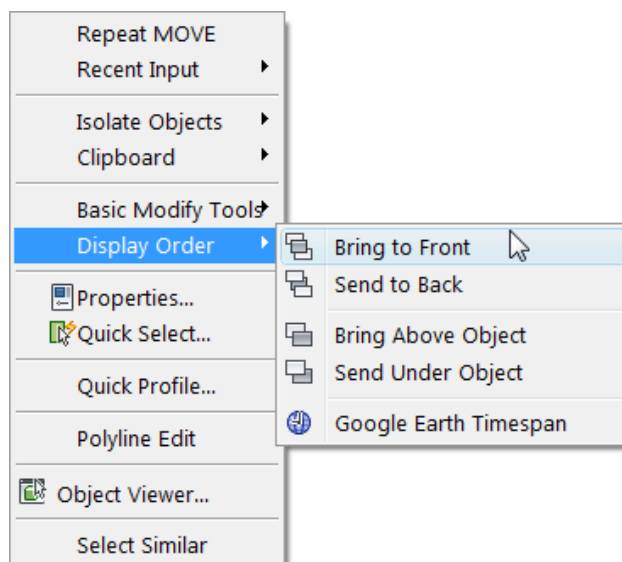 Repeat MOVE
Recent Input
Isolate Objects
Clipboard
Basic Modify Tools
Display Order
Properties...
Quick Select...
Quick Profile...
Polyline Edit
Object Viewer...
Select Similar
Bring to Front
Send to Back
Bring Above Object
Send Under Object
Google Earth Timespan